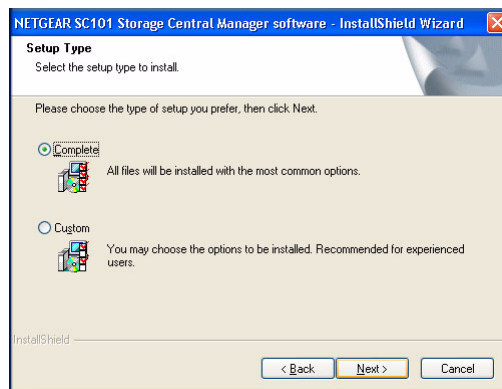 NETGEAR SC101 Storage Central Manager software - InstallShield Wizard
Setup Type
Select the setup type to install.
Please choose the type of setup you prefer, then click Next.
Complete
All files will be installed with the most common options.
Custom
You may choose the options to be installed. Recommended for experienced
users.
InstallShield
< Back
Next >
Cancel